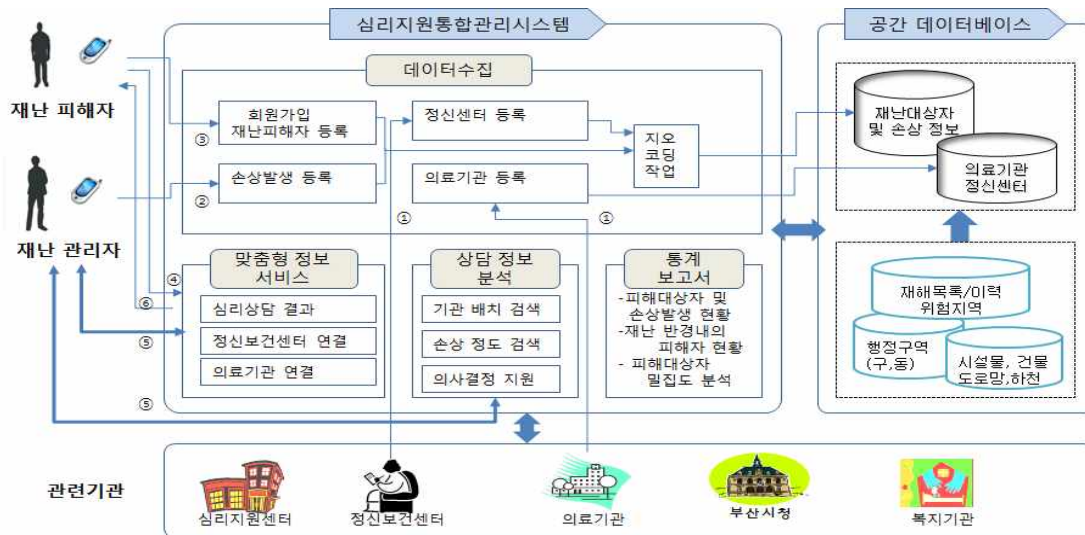 심리지원통합관리시스템
공간 데이터베이스
재난 피해자
재난 관리자
데이터수집
회원가입
재난피해자 등록
③
손상발생 등록
②
정신센터 등록
의료기관 등록
①
①
지오
코딩
작업
재난대상자
및 손상 정보
의료기관
정신센터
④
⑥
⑤
⑤
맞춤형 정보
서비스
심리상담 결과
정신보건센터 연결
의료기관 연결
상담 정보
분석
기관 배치 검색
손상 정도 검색
의사결정 지원
통계
보고서
-피해대상자 및
손상발생 현황
-재난 반경내의
피해자 현황
- 피해대상자
밀집도 분석
재해목록/이력
위험지역
행정구역
(구,동)
시설물, 건물
도로망,하천
관련기관
심리지원센터
정신보건센터
의료기관
부산시청
복지기관